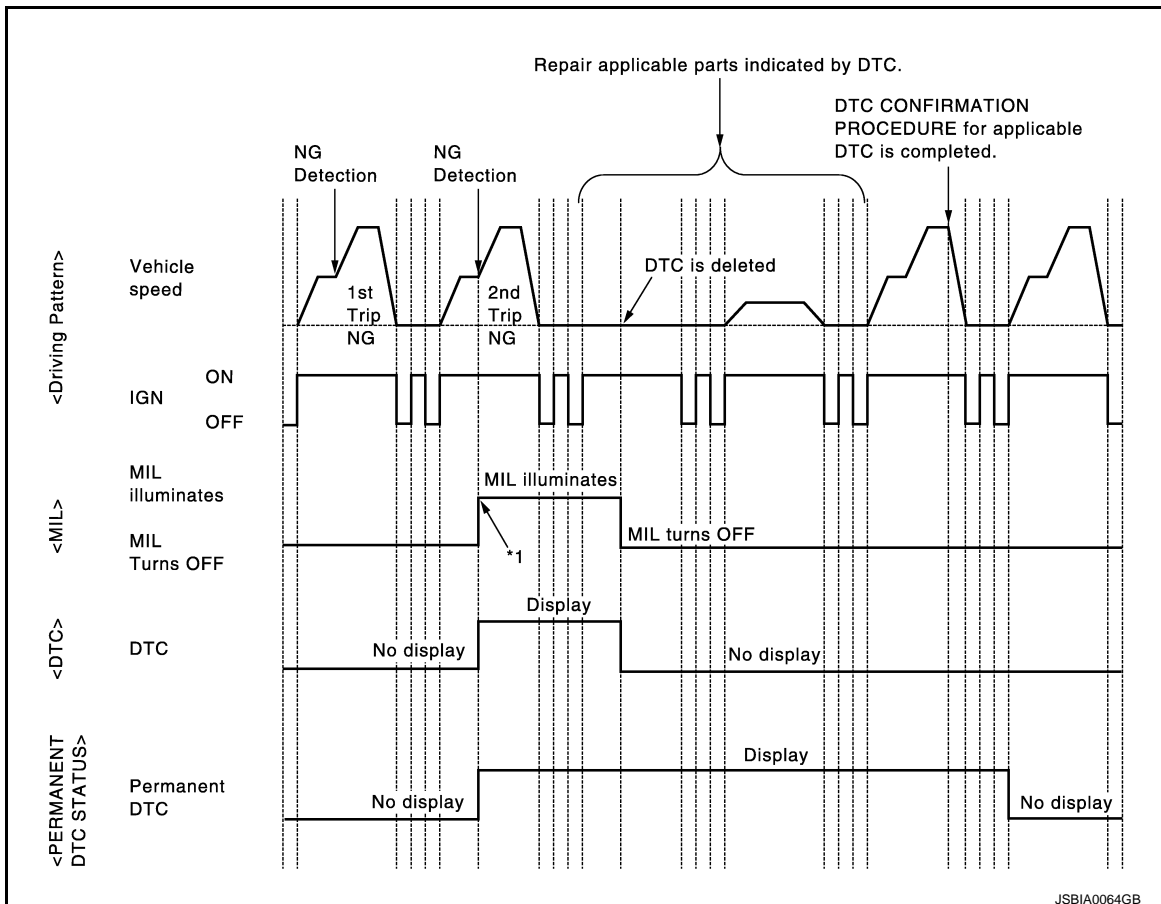 Repair applicable parts indicated by DTC.
DTC CONFIRMATION
PROCEDURE for applicable
DTC is completed.
NG
Detection
NG
Detection
<Driving Pattern>
Vehicle
speed
1st
Trip
NG
2nd
Trip
NG
DTC is deleted
IGN
ON
OFF
<MIL>
MIL
illuminates
MIL
Turns OFF
MIL illuminates
*1
MIL turns OFF
<DTC>
DTC
No display
Display
No display
<PERMANENT
DTC STATUS>
Permanent
DTC
No display
Display
No display
JSBIA0064GB